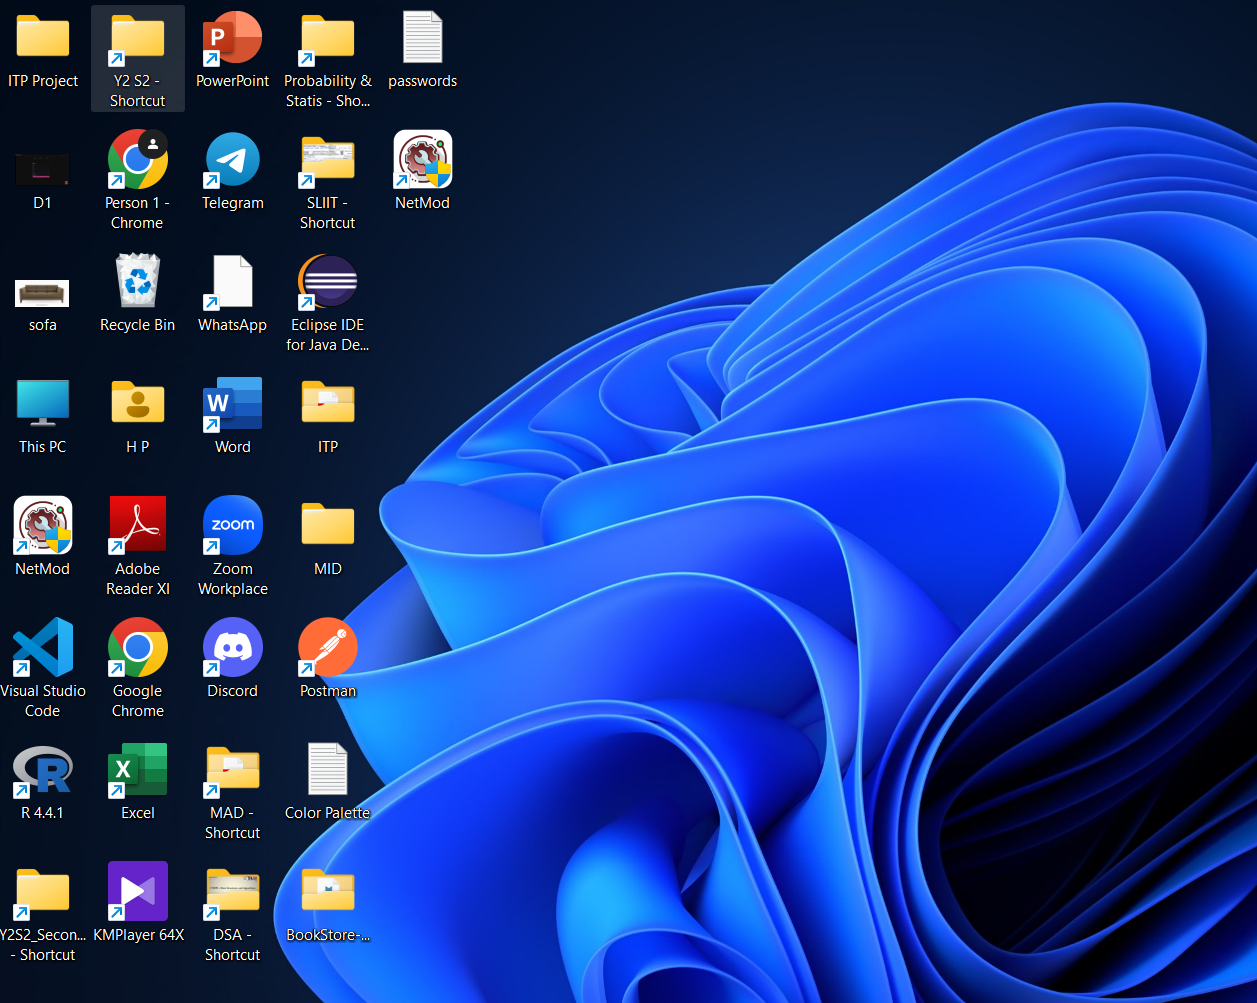 ITP Project
Y2 S2 -
Shortcut
P
PowerPoint
Probability &
Statis - Sho...
passwords
D1
Person 1 -
Chrome
Telegram
SLIIT -
Shortcut
NetMod
sofa
Recycle Bin
WhatsApp
Eclipse IDE
for Java De...
This PC
H P
W
Word
ITP
NetMod
Adobe
Reader XI
zoom
Zoom
Workplace
MID
Visual Studio
Code
Google
Chrome
Discord
Postman
R
R 4.4.1
X
Excel
MAD -
Shortcut
Color Palette
Y2S2_Secon...
- Shortcut
KMPlayer 64X
DSA -
Shortcut
BookStore-...